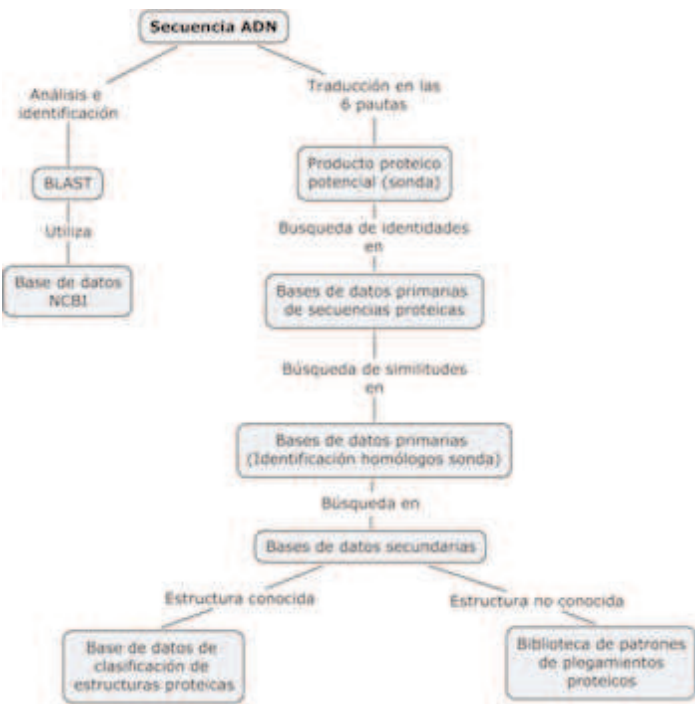 Secuencia ADN
Análisis e
identificación
BLAST
Utiliza
Base de datos
NCBI
Traducción en las
6 pautas
Producto proteico
potencial (sonda)
Busqueda de identidades
en
Bases de datos primarias
de secuencias proteicas
Búsqueda de similitudes
en
Bases de datos primarias
(Identificación homólogos sonda)
Búsqueda en
Bases de datos secundarias
Estructura conocida
Base de datos de
clasificación de
estructuras proteicas
Estructura no conocida
Biblioteca de patrones
de plegamientos
proteicos